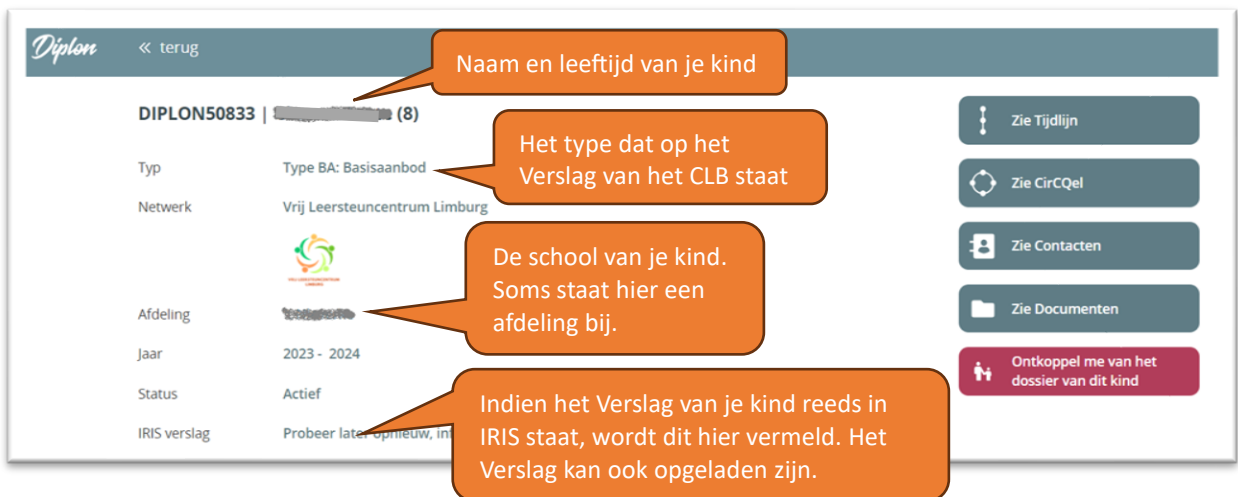 Diplon « terug
Naam en leeftijd van je kind
DIPLON50833 | (8)
Typ Type BA: Basisaanbod
Het type dat op het
Verslag van het CLB staat
Netwerk Vrij Leersteuncentrum Limburg
VRIJ LEERSTEUNCENTRUM
LIMBURG
De school van je kind.
Soms staat hier een
afdeling bij.
Afdeling
Jaar 2023 - 2024
Status Actief
IRIS verslag Probeer later opnieuw, inf
Indien het Verslag van je kind reeds in
IRIS staat, wordt dit hier vermeld. Het
Verslag kan ook opgeladen zijn.
Zie Tijdlijn
Zie CirCQel
Zie Contacten
Zie Documenten
Ontkoppel me van het
dossier van dit kind